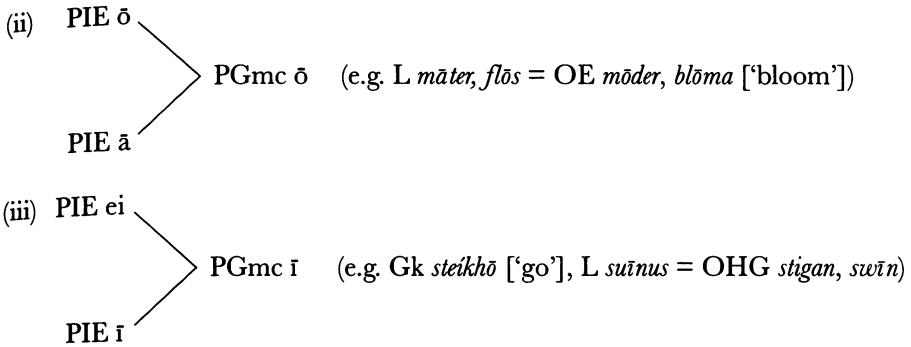 (ii) PIE ō
PGmc ō (e.g. L māter, flōs = OE mōder, blōma [‘bloom’])
PIE ā
(iii) PIE ei
PGmc ī (e.g. Gk steíkhō [‘go’], L suīnus = OHG stigan, swīn)
PIE ī